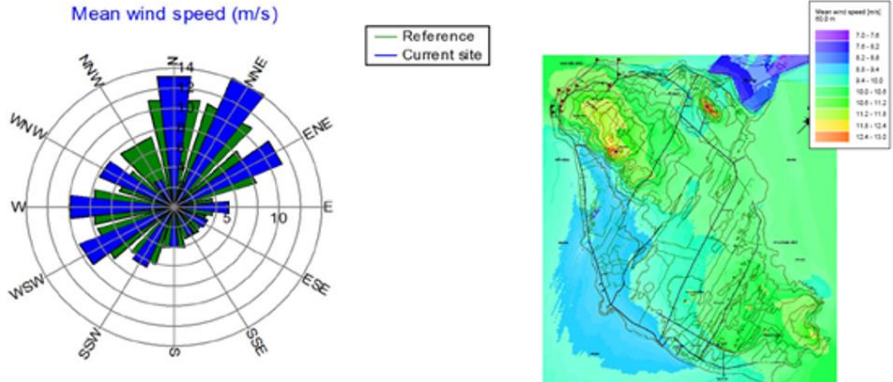 Mean wind speed (m/s)
Reference
Current site
N
NNE
ENE
E
ESE
SSE
S
SSW
WSW
W
WNW
NNW
14
12
5
10
Mean wind speed [m/s]
60.0 m
7.0 - 7.6
7.6 - 8.2
8.2 - 8.8
8.8 - 9.4
9.4 - 10.0
10.0 - 10.6
10.6 - 11.2
11.2 - 11.8
11.8 - 12.4
12.4 - 13.0